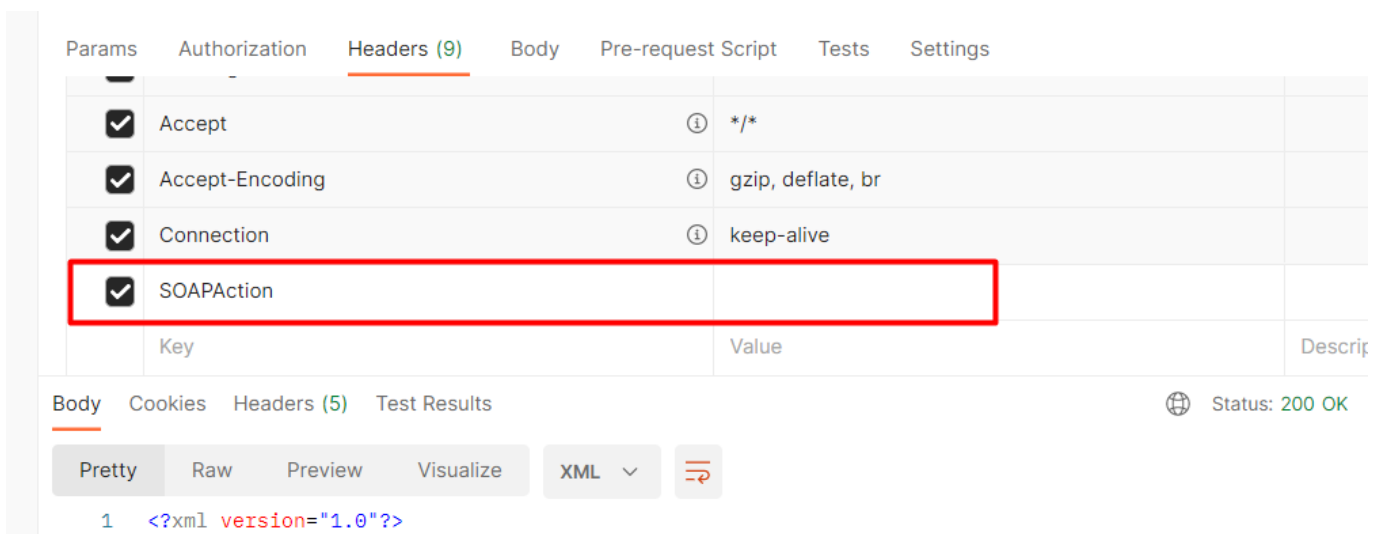 Params Authorization Headers (9) Body Pre-request Script Tests Settings
Accept */*
Accept-Encoding gzip, deflate, br
Connection keep-alive
SOAPAction
Key Value
Body Cookies Headers (5) Test Results Status: 200 OK
Pretty Raw Preview Visualize XML
1 <?xml version="1.0"?>